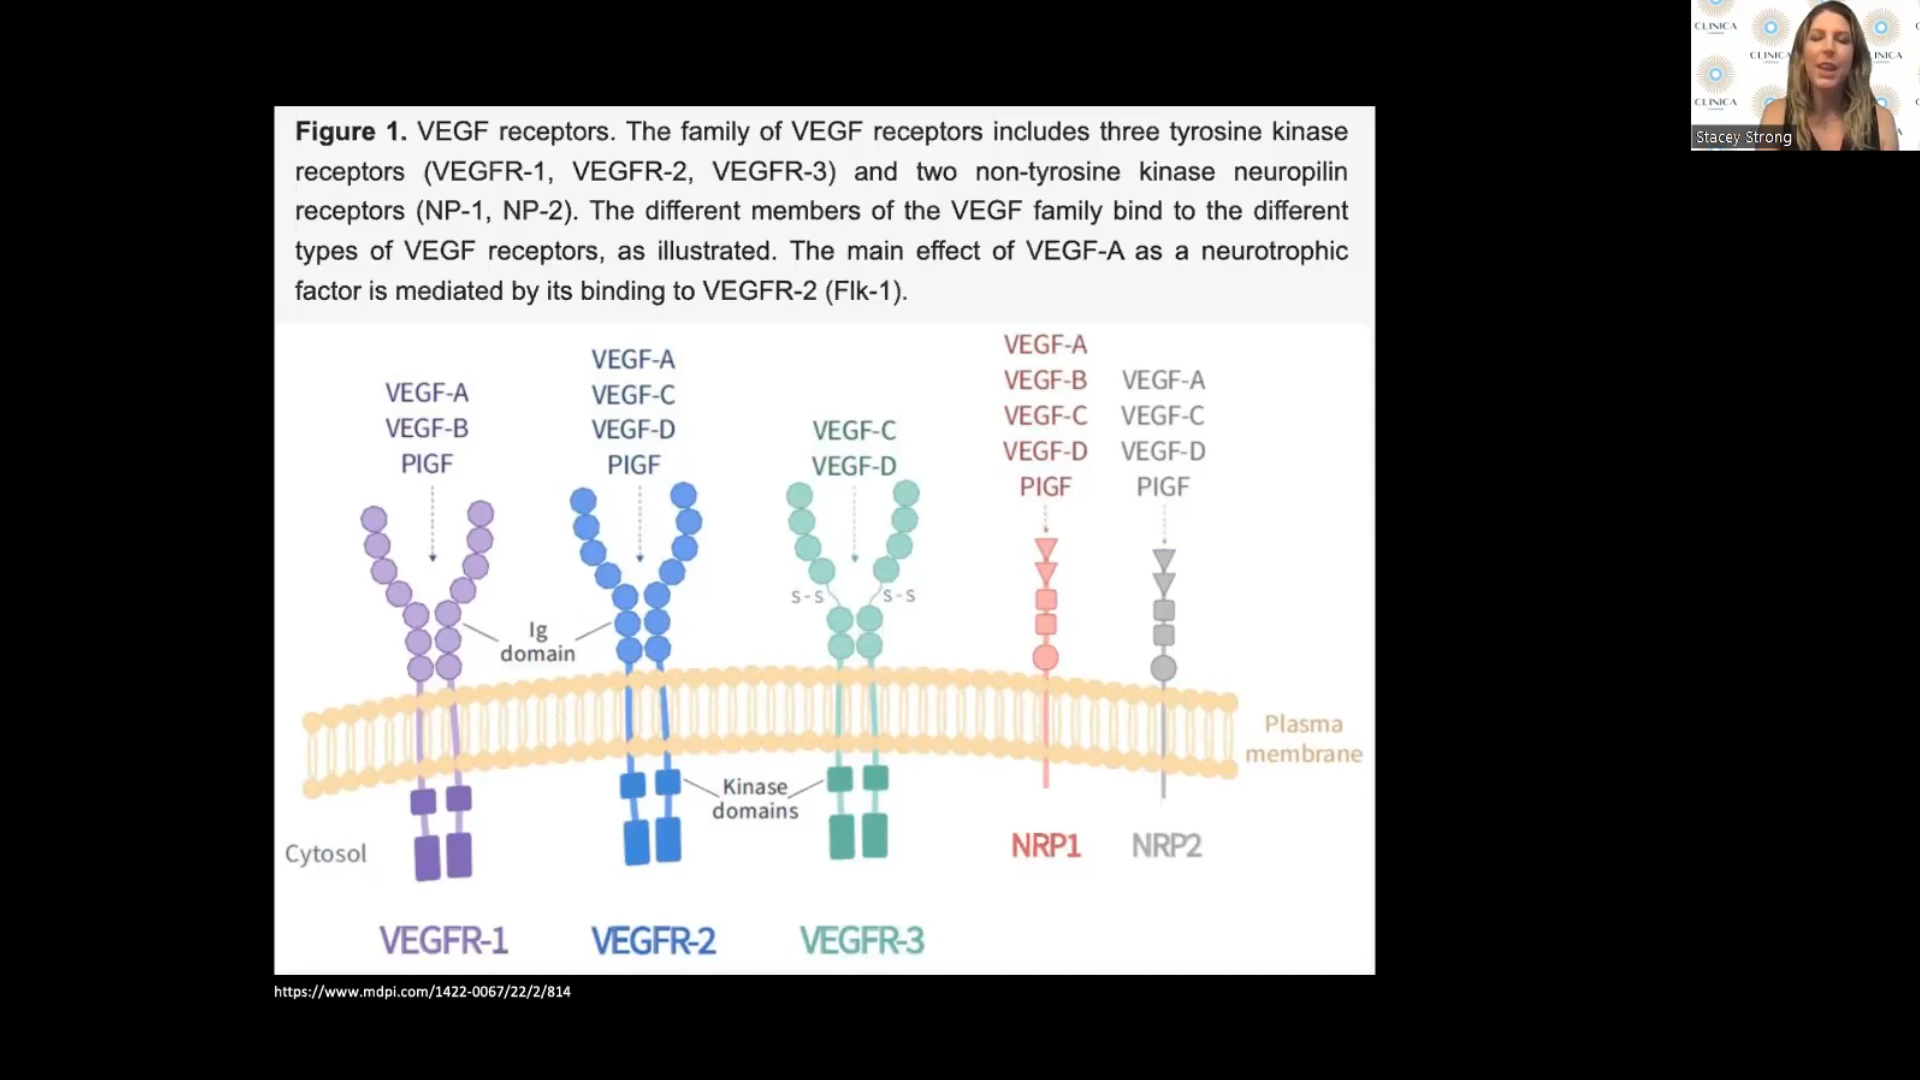 Figure 1. VEGF receptors. The family of VEGF receptors includes three tyrosine kinase
receptors (VEGFR-1, VEGFR-2, VEGFR-3) and two non-tyrosine kinase neuropilin
receptors (NP-1, NP-2). The different members of the VEGF family bind to the different
types of VEGF receptors, as illustrated. The main effect of VEGF-A as a neurotrophic
factor is mediated by its binding to VEGFR-2 (Flk-1).
VEGF-A
VEGF-B
PIGF
VEGF-A
VEGF-C
VEGF-D
PIGF
VEGF-C
VEGF-D
VEGF-A
VEGF-B
VEGF-C
VEGF-D
PIGF
VEGF-A
VEGF-C
VEGF-D
PIGF
S-S
S-S
Ig
domain
Plasma
membrane
Kinase
domains
Cytosol
NRP1
NRP2
VEGFR-1
VEGFR-2
VEGFR-3
https://www.mdpi.com/1422-0067/22/2/814
CLINICA
CLINICA
CLINICA
Stacey Strong